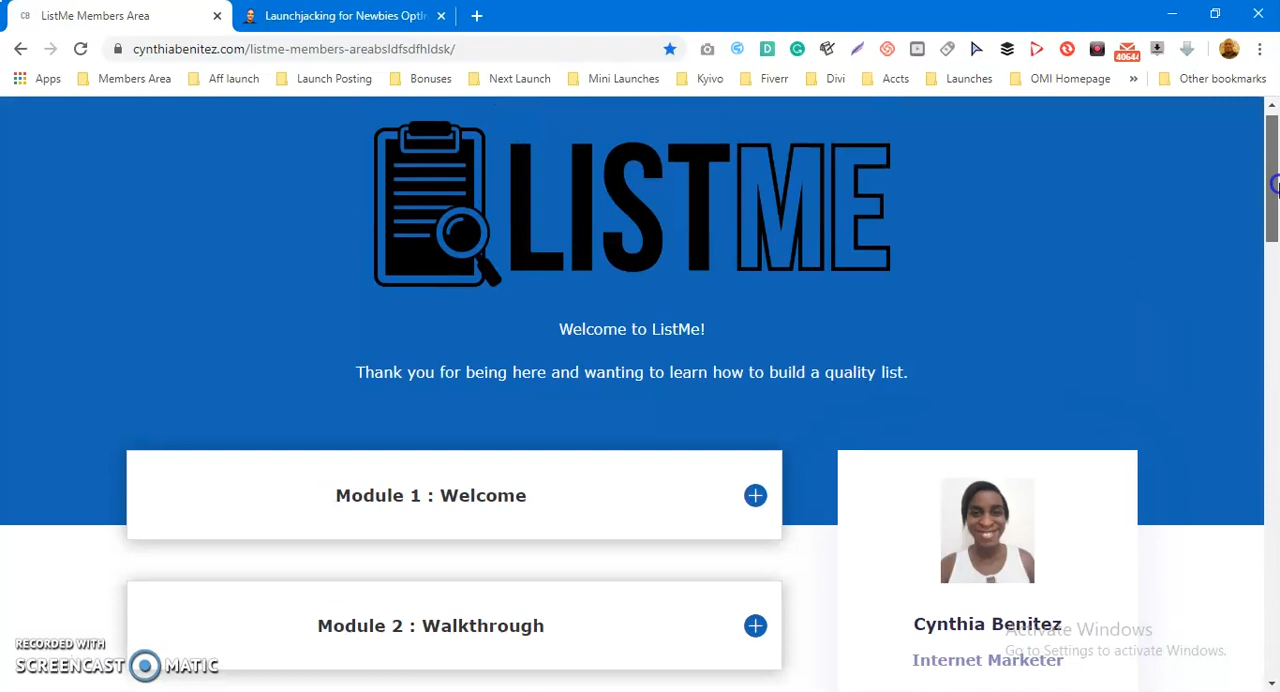 CB ListMe Members Area
Launchjacking for Newbies OptIn
cynthiabenitez.com/listme-members-areabsldfsdfhldsk/
40644
Apps Members Area Aff launch Launch Posting Bonuses Next Launch Mini Launches Kyivo Fiverr Divi Accts Launches OMI Homepage » Other bookmarks
LISTME
Welcome to ListMe!
Thank you for being here and wanting to learn how to build a quality list.
Module 1 : Welcome
Module 2 : Walkthrough
Cynthia Benitez
Internet Marketer
Activate Windows
Go to Settings to activate Windows.
RECORDED WITH
SCREENCAST MATIC